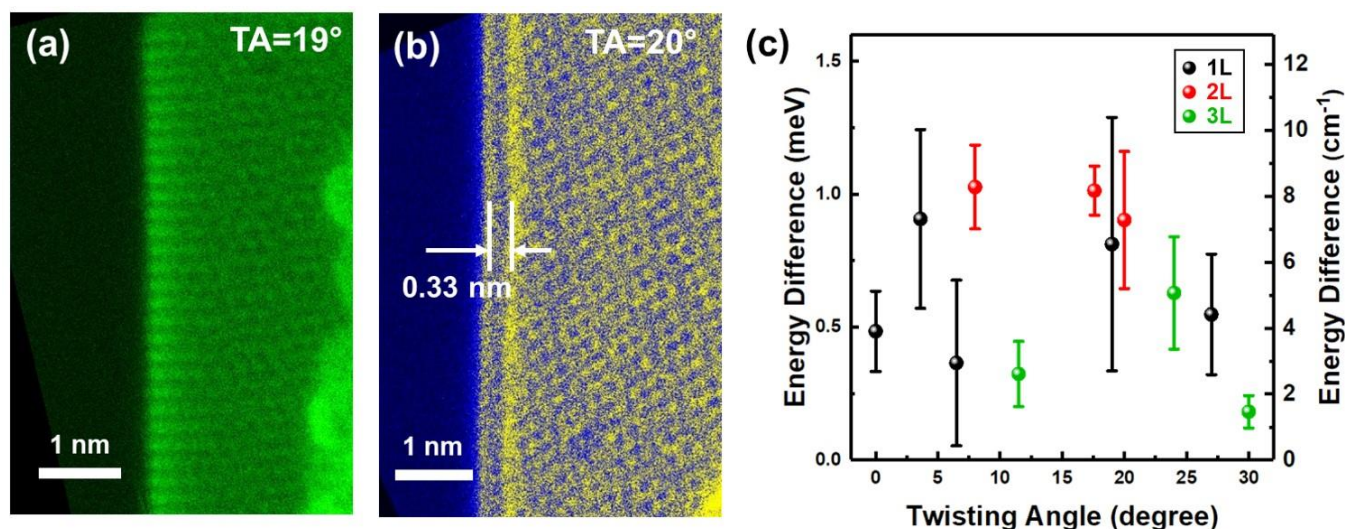 (a)
TA=19°
1 nm
(b)
TA=20°
0.33 nm
1 nm
(c)
1L
2L
3L
Energy Difference (meV)
1.5
1.0
0.5
0.0
Energy Difference (cm⁻¹)
12
10
8
6
4
2
0
0 5 10 15 20 25 30
Twisting Angle (degree)